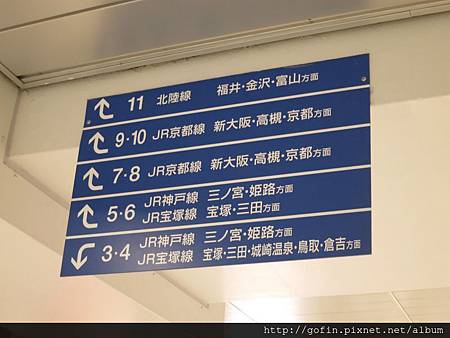 11 北陸線 福井・金沢・富山方面
9・10 JR京都線 新大阪・高槻・京都方面
7・8 JR京都線 新大阪・高槻・京都方面
5・6 JR神戸線 三ノ宮・姫路方面
JR宝塚線 宝塚・三田方面
3・4 JR神戸線 三ノ宮・姫路方面
JR宝塚線 宝塚・三田・城崎温泉・鳥取・倉吉方面
http://gofin.pixnet.net/album